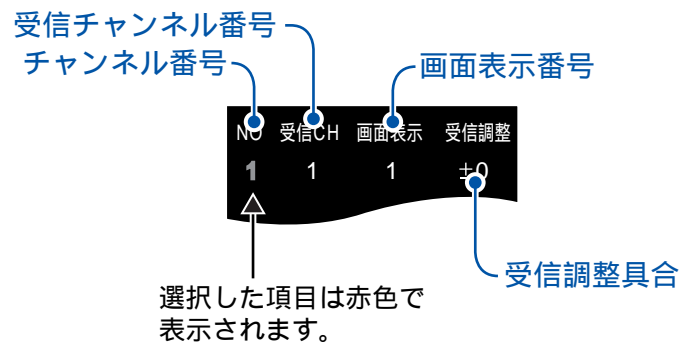 受信チャンネル番号
チャンネル番号
画面表示番号
NO 受信CH 画面表示 受信調整
1 1 1 ±0
受信調整具合
選択した項目は赤色で
表示されます。